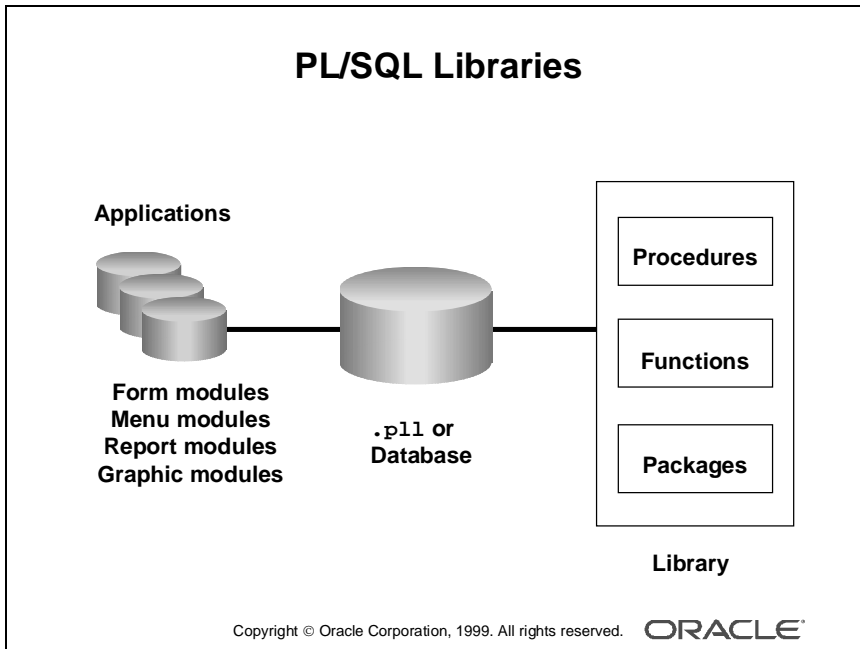 PL/SQL Libraries
Applications
Form modules
Menu modules
Report modules
Graphic modules
.pll or
Database
Procedures
Functions
Packages
Library
Copyright © Oracle Corporation, 1999. All rights reserved.
ORACLE®